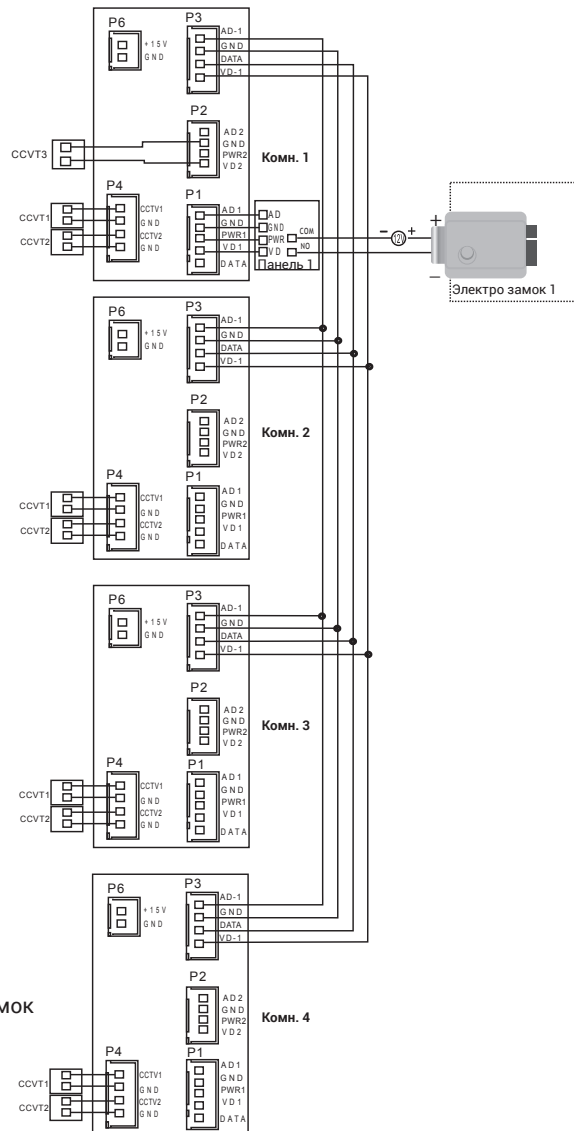 P6
+15V
GND
P3
AD-1
GND
DATA
VD-1
P2
AD2
GND
PWR2
VD2
Комн. 1
CCVT3
P4
CCTV1
GND
CCTV2
GND
CCVT1
CCVT2
P1
AD1
GND
PWR1
VD1
DATA
AD
GND
PWR
VD
COM
NO
Панель 1
− 12V +
+
−
Электро замок 1
P6
+15V
GND
P3
AD-1
GND
DATA
VD-1
P2
AD2
GND
PWR2
VD2
Комн. 2
P4
CCTV1
GND
CCTV2
GND
CCVT1
CCVT2
P1
AD1
GND
PWR1
VD1
DATA
P6
+15V
GND
P3
AD-1
GND
DATA
VD-1
P2
AD2
GND
PWR2
VD2
Комн. 3
P4
CCTV1
GND
CCTV2
GND
CCVT1
CCVT2
P1
AD1
GND
PWR1
VD1
DATA
P6
+15V
GND
P3
AD-1
GND
DATA
VD-1
P2
AD2
GND
PWR2
VD2
Комн. 4
мок
P4
CCTV1
GND
CCTV2
GND
CCVT1
CCVT2
P1
AD1
GND
PWR1
VD1
DATA